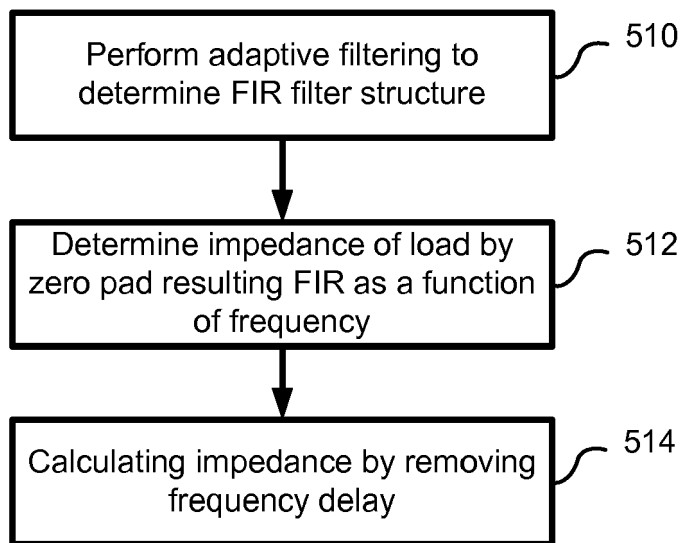 Perform adaptive filtering to
determine FIR filter structure
510
Determine impedance of load by
zero pad resulting FIR as a function
of frequency
512
Calculating impedance by removing
frequency delay
514